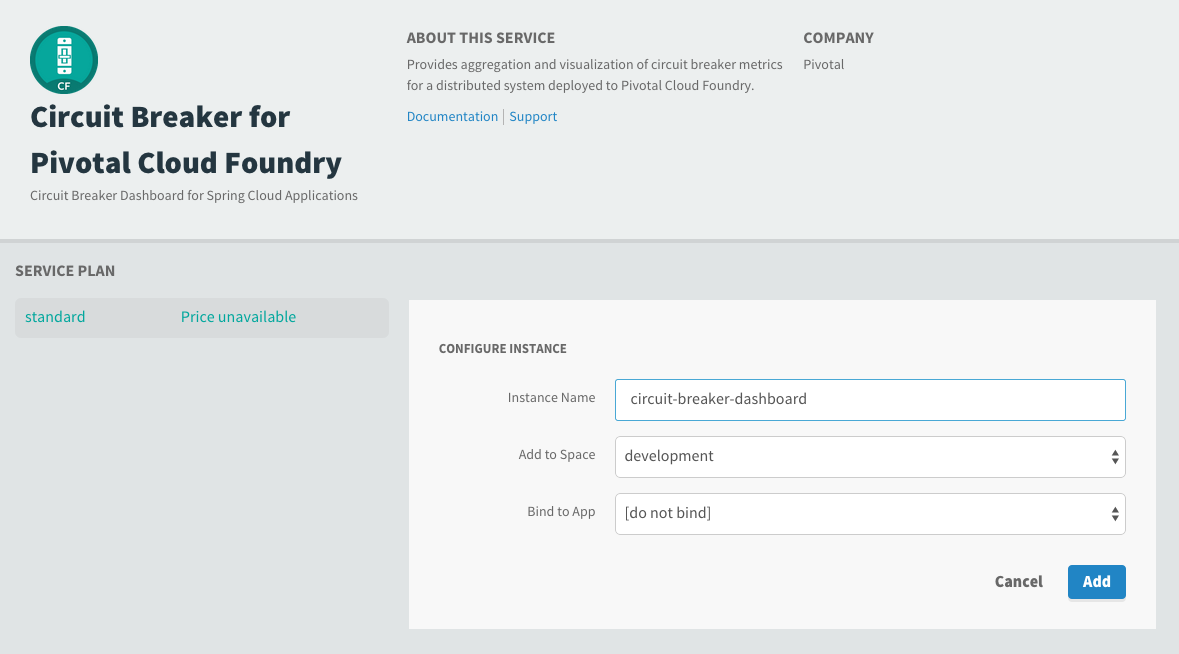 CF
Circuit Breaker for
Pivotal Cloud Foundry
Circuit Breaker Dashboard for Spring Cloud Applications
ABOUT THIS SERVICE
Provides aggregation and visualization of circuit breaker metrics
for a distributed system deployed to Pivotal Cloud Foundry.
Documentation | Support
COMPANY
Pivotal
SERVICE PLAN
standard Price unavailable
CONFIGURE INSTANCE
Instance Name circuit-breaker-dashboard
Add to Space development
Bind to App [do not bind]
Cancel Add